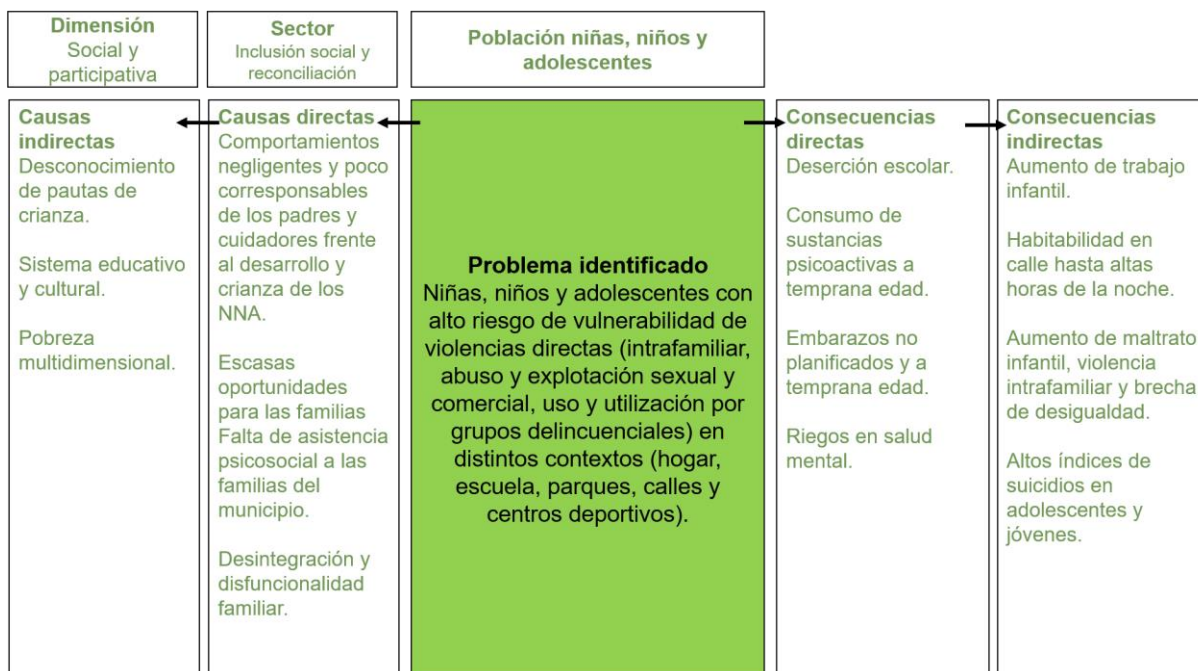 Dimensión
Social y
participativa
Sector
Inclusión social y
reconciliación
Población niñas, niños y
adolescentes
Causas
indirectas
Desconocimiento
de pautas de
crianza.
Sistema educativo
y cultural.
Pobreza
multidimensional.
Causas directas
Comportamientos
negligentes y poco
corresponsables
de los padres y
cuidadores frente
al desarrollo y
crianza de los
NNA.
Escasas
oportunidades
para las familias
Falta de asistencia
psicosocial a las
familias del
municipio.
Desintegración y
disfuncionalidad
familiar.
Problema identificado
Niñas, niños y adolescentes con
alto riesgo de vulnerabilidad de
violencias directas (intrafamiliar,
abuso y explotación sexual y
comercial, uso y utilización por
grupos delincuenciales) en
distintos contextos (hogar,
escuela, parques, calles y
centros deportivos).
Consecuencias
directas
Deserción escolar.
Consumo de
sustancias
psicoactivas a
temprana edad.
Embarazos no
planificados y a
temprana edad.
Riegos en salud
mental.
Consecuencias
indirectas
Aumento de trabajo
infantil.
Habitabilidad en
calle hasta altas
horas de la noche.
Aumento de maltrato
infantil, violencia
intrafamiliar y brecha
de desigualdad.
Altos índices de
suicidios en
adolescentes y
jóvenes.